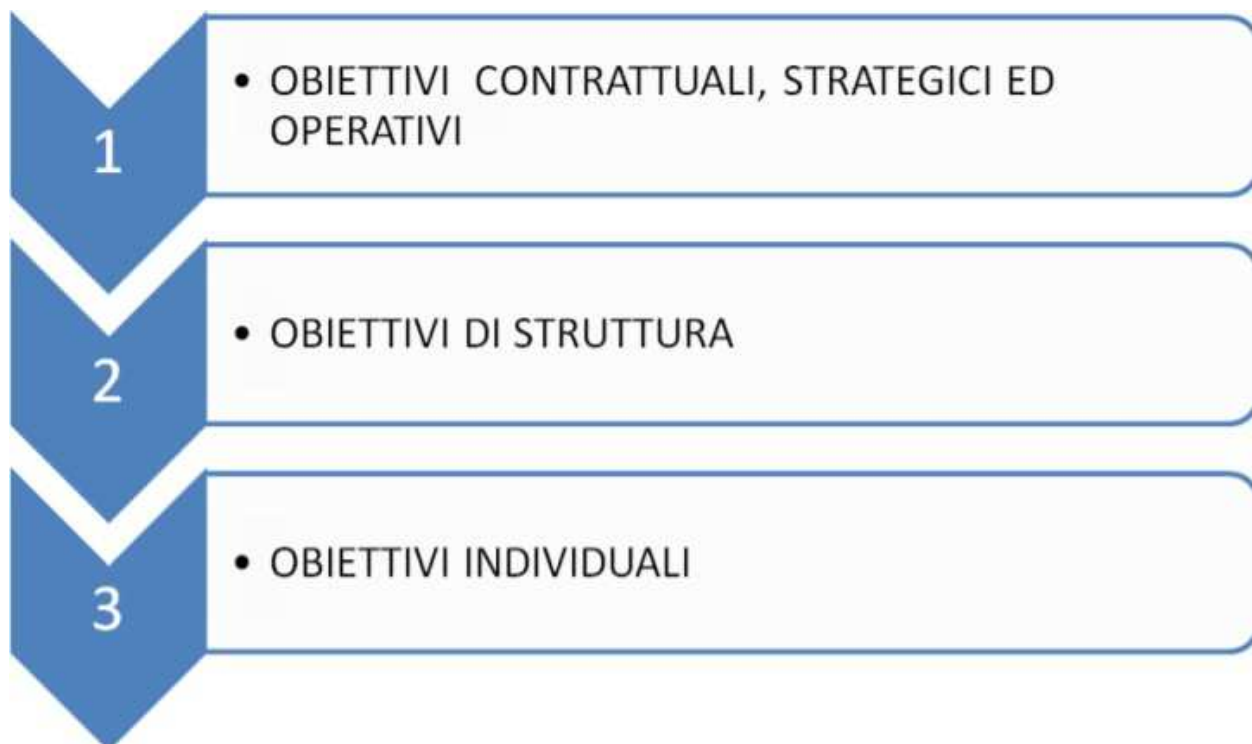 1
• OBIETTIVI CONTRATTUALI, STRATEGICI ED
OPERATIVI
2
• OBIETTIVI DI STRUTTURA
3
• OBIETTIVI INDIVIDUALI